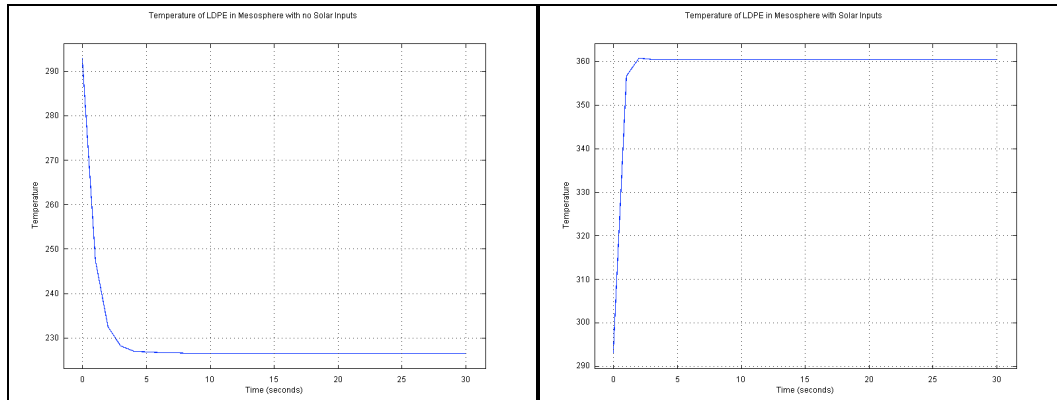 Temperature of LDPE in Mesosphere with no Solar Inputs
290
280
270
260
250
240
230
Temperature
0 5 10 15 20 25 30
Time (seconds)
Temperature of LDPE in Mesosphere with Solar Inputs
360
350
340
330
320
310
300
290
Temperature
0 5 10 15 20 25 30
Time (seconds)